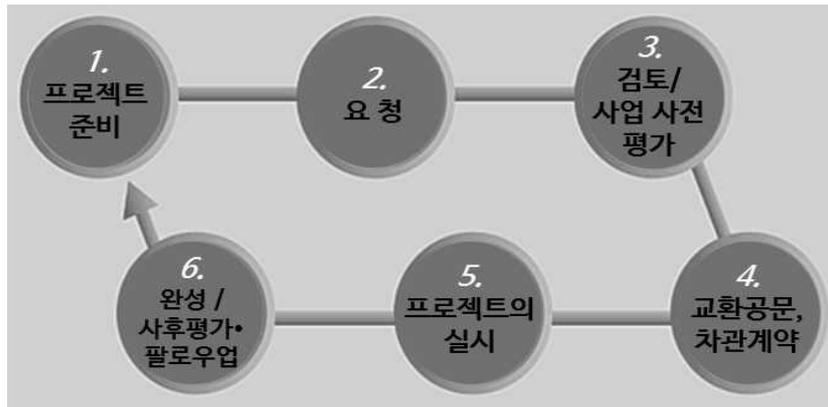 1.
프로젝트
준비
2.
요 청
3.
검토/
사업 사전
평가
4.
교환공문,
차관계약
5.
프로젝트의
실시
6.
완성 /
사후평가•
팔로우업